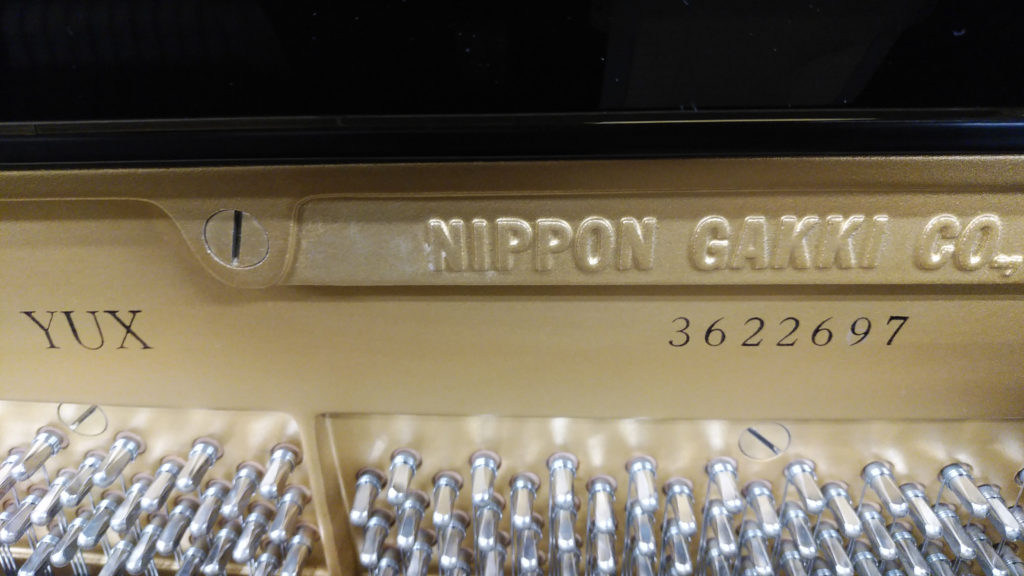 NIPPON GAKKI CO.,
YUX 3622697